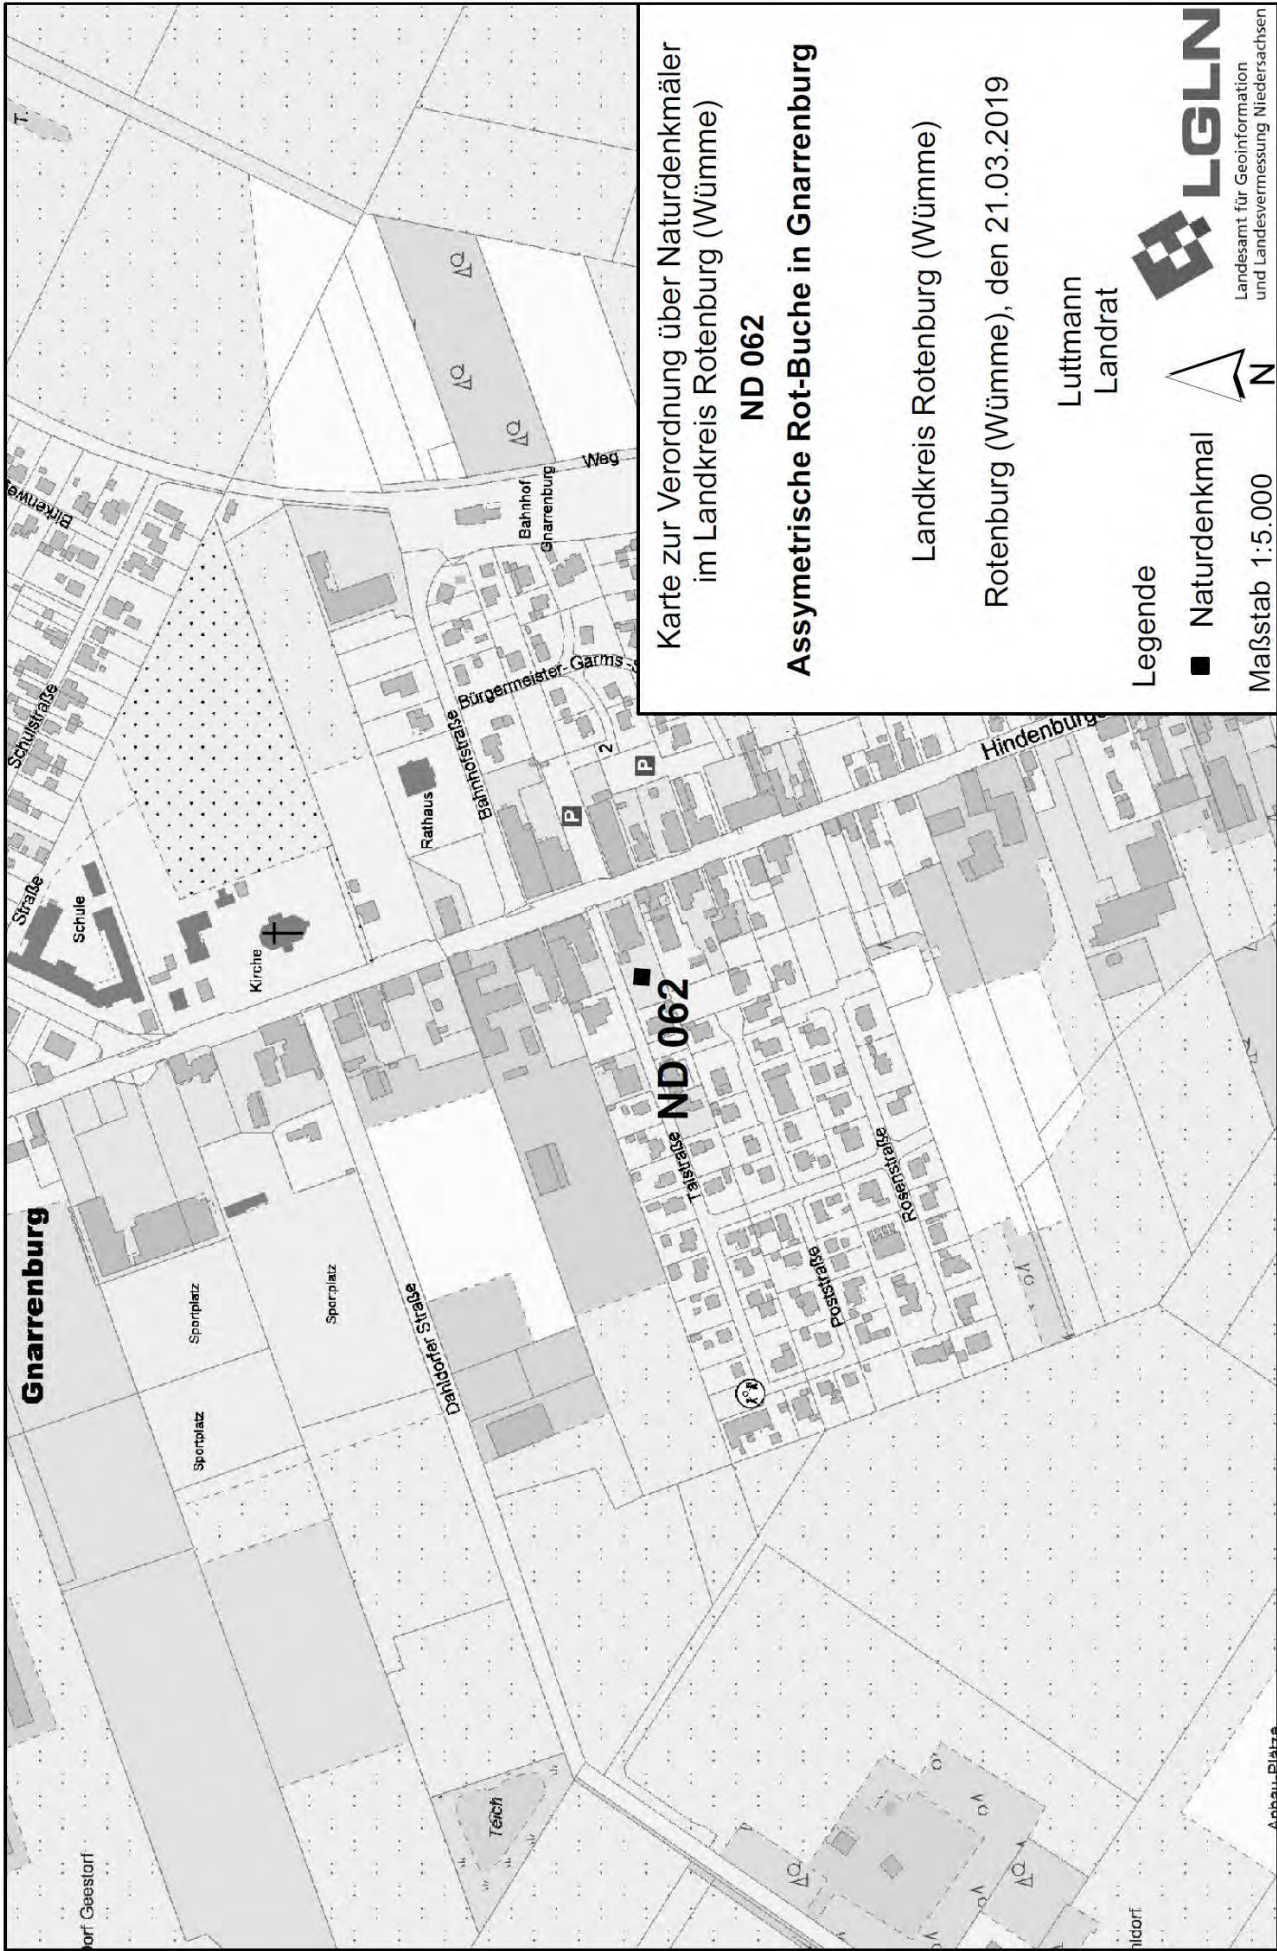 Gnarrenburg
Schulstraße
Straße
Schule
Kirche
Rathaus
Bahnhofstraße
Bürgermeister-Garms-S
2
P
P
Bahnhof
Gnarrenburg
Weg
T.
Sportplatz
Sportplatz
Sportplatz
Dahldorfer Straße
ND 062
Talstraße
Poststraße
Rosenstraße
Teich
orf Geestorf
hldorf
Karte zur Verordnung über Naturdenkmäler
im Landkreis Rotenburg (Wümme)
ND 062
Assymetrische Rot-Buche in Gnarrenburg
Landkreis Rotenburg (Wümme)
Rotenburg (Wümme), den 21.03.2019
Luttmann
Landrat
Legende
Naturdenkmal
Maßstab 1:5.000
N
LGLN
Landesamt für Geoinformation
und Landesvermessung Niedersachsen